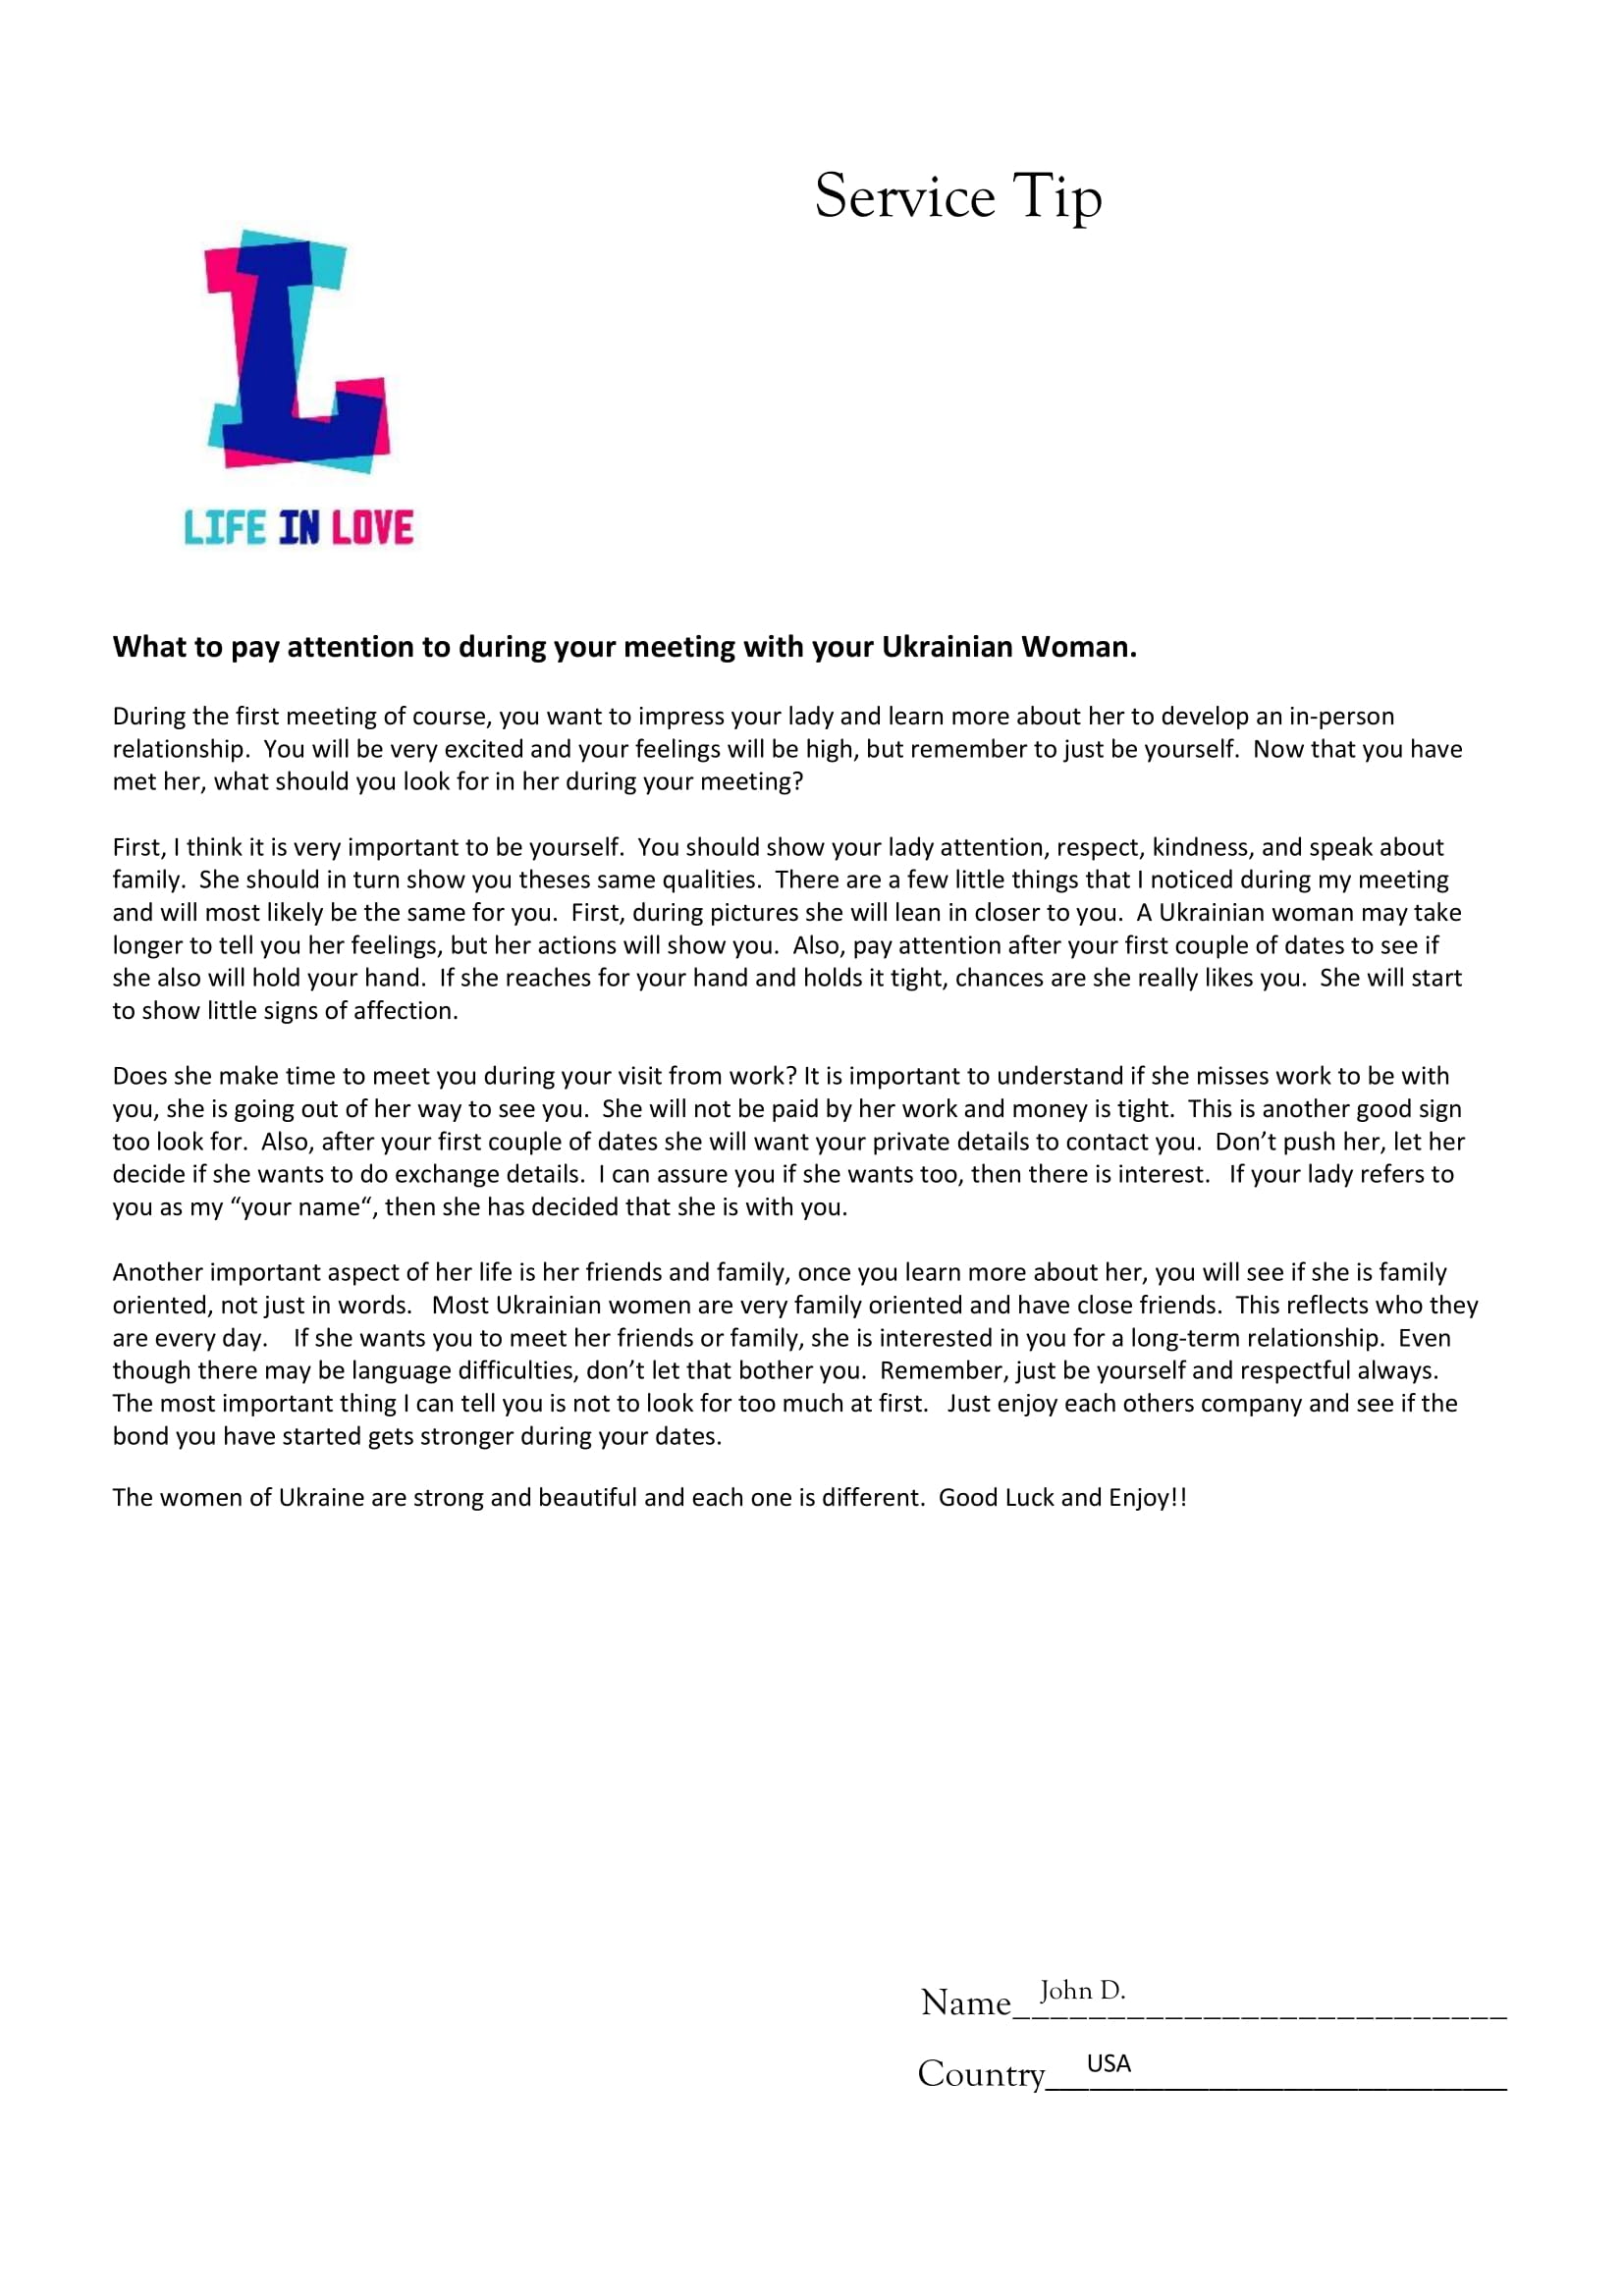 Service Tip
L
LIFE IN LOVE
What to pay attention to during your meeting with your Ukrainian Woman.
During the first meeting of course, you want to impress your lady and learn more about her to develop an in-person
relationship.  You will be very excited and your feelings will be high, but remember to just be yourself.  Now that you have
met her, what should you look for in her during your meeting?
First, I think it is very important to be yourself.  You should show your lady attention, respect, kindness, and speak about
family.  She should in turn show you theses same qualities.  There are a few little things that I noticed during my meeting
and will most likely be the same for you.  First, during pictures she will lean in closer to you.  A Ukrainian woman may take
longer to tell you her feelings, but her actions will show you.  Also, pay attention after your first couple of dates to see if
she also will hold your hand.  If she reaches for your hand and holds it tight, chances are she really likes you.  She will start
to show little signs of affection.
Does she make time to meet you during your visit from work? It is important to understand if she misses work to be with
you, she is going out of her way to see you.  She will not be paid by her work and money is tight.  This is another good sign
too look for.  Also, after your first couple of dates she will want your private details to contact you.  Don’t push her, let her
decide if she wants to do exchange details.  I can assure you if she wants too, then there is interest.   If your lady refers to
you as my “your name“, then she has decided that she is with you.
Another important aspect of her life is her friends and family, once you learn more about her, you will see if she is family
oriented, not just in words.   Most Ukrainian women are very family oriented and have close friends.  This reflects who they
are every day.    If she wants you to meet her friends or family, she is interested in you for a long-term relationship.  Even
though there may be language difficulties, don’t let that bother you.  Remember, just be yourself and respectful always.
The most important thing I can tell you is not to look for too much at first.   Just enjoy each others company and see if the
bond you have started gets stronger during your dates.
The women of Ukraine are strong and beautiful and each one is different.  Good Luck and Enjoy!!
Name John D.
Country USA